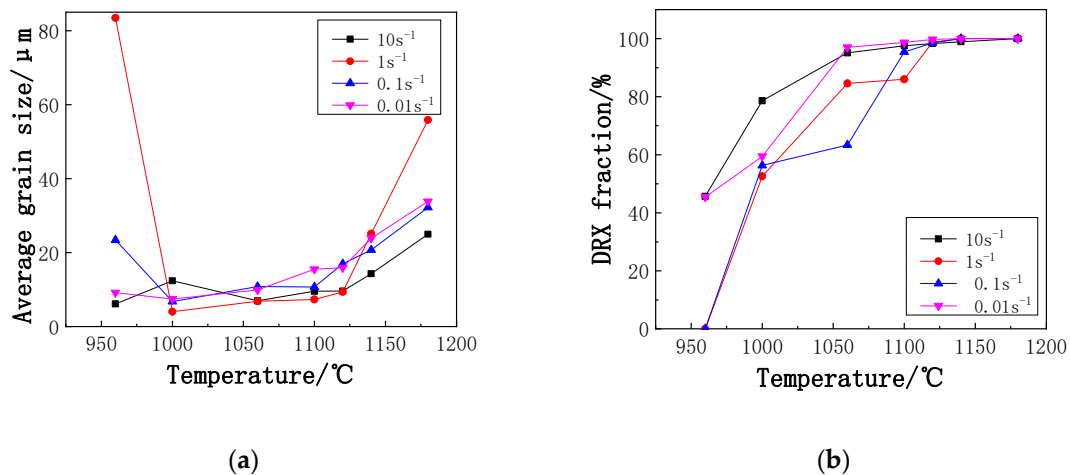 Average grain size/μm
80
60
40
20
0
950 1000 1050 1100 1150 1200
Temperature/℃
10s⁻¹
1s⁻¹
0.1s⁻¹
0.01s⁻¹
(a)
DRX fraction/%
100
80
60
40
20
0
950 1000 1050 1100 1150 1200
Temperature/℃
10s⁻¹
1s⁻¹
0.1s⁻¹
0.01s⁻¹
(b)